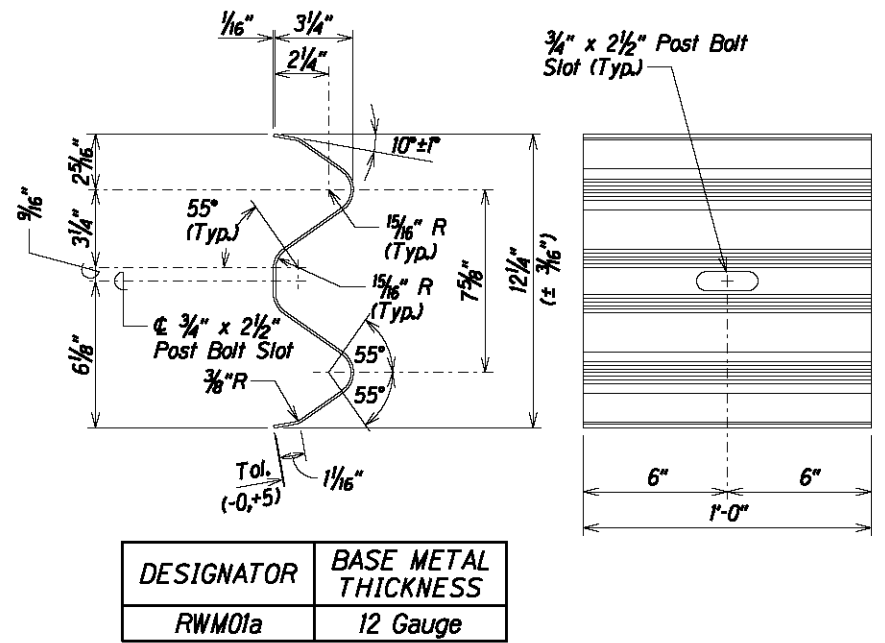 1/16"
3 1/4"
2 1/4"
3/4" x 2 1/2" Post Bolt
Slot (Typ.)
10°±1°
2 5/16"
9/16"
3 1/4"
55°
(Typ.)
15/16" R
(Typ.)
15/16" R
(Typ.)
7 5/8"
12 1/4"
(± 3/16")
℄ 3/4" x 2 1/2"
Post Bolt Slot
6 1/8"
55°
55°
3/8"R
Tol.
(-0,+5)
1 1/16"
6"
6"
1'-0"
DESIGNATOR
BASE METAL
THICKNESS
RWM01a
12 Gauge